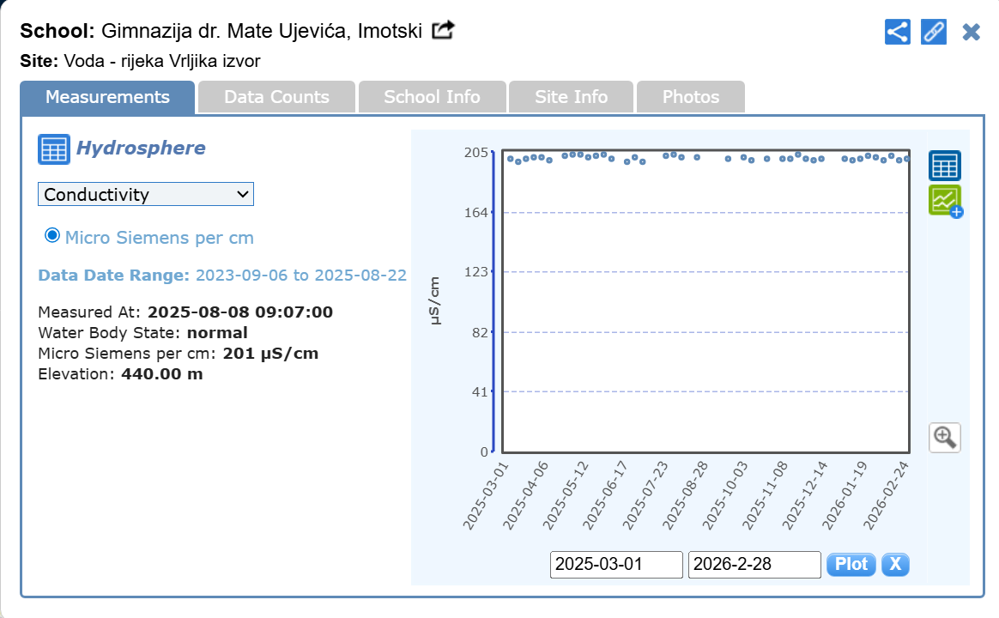 School: Gimnazija dr. Mate Ujevića, Imotski
Site: Voda - rijeka Vrljika izvor
Measurements
Data Counts
School Info
Site Info
Photos
Hydrosphere
Conductivity
Micro Siemens per cm
Data Date Range: 2023-09-06 to 2025-08-22
Measured At: 2025-08-08 09:07:00
Water Body State: normal
Micro Siemens per cm: 201 µS/cm
Elevation: 440.00 m
µS/cm
205
164
123
82
41
0
2025-03-01
2025-04-06
2025-05-12
2025-06-17
2025-07-23
2025-08-28
2025-10-03
2025-11-08
2025-12-14
2026-01-19
2026-02-24
2025-03-01
2026-2-28
Plot
X